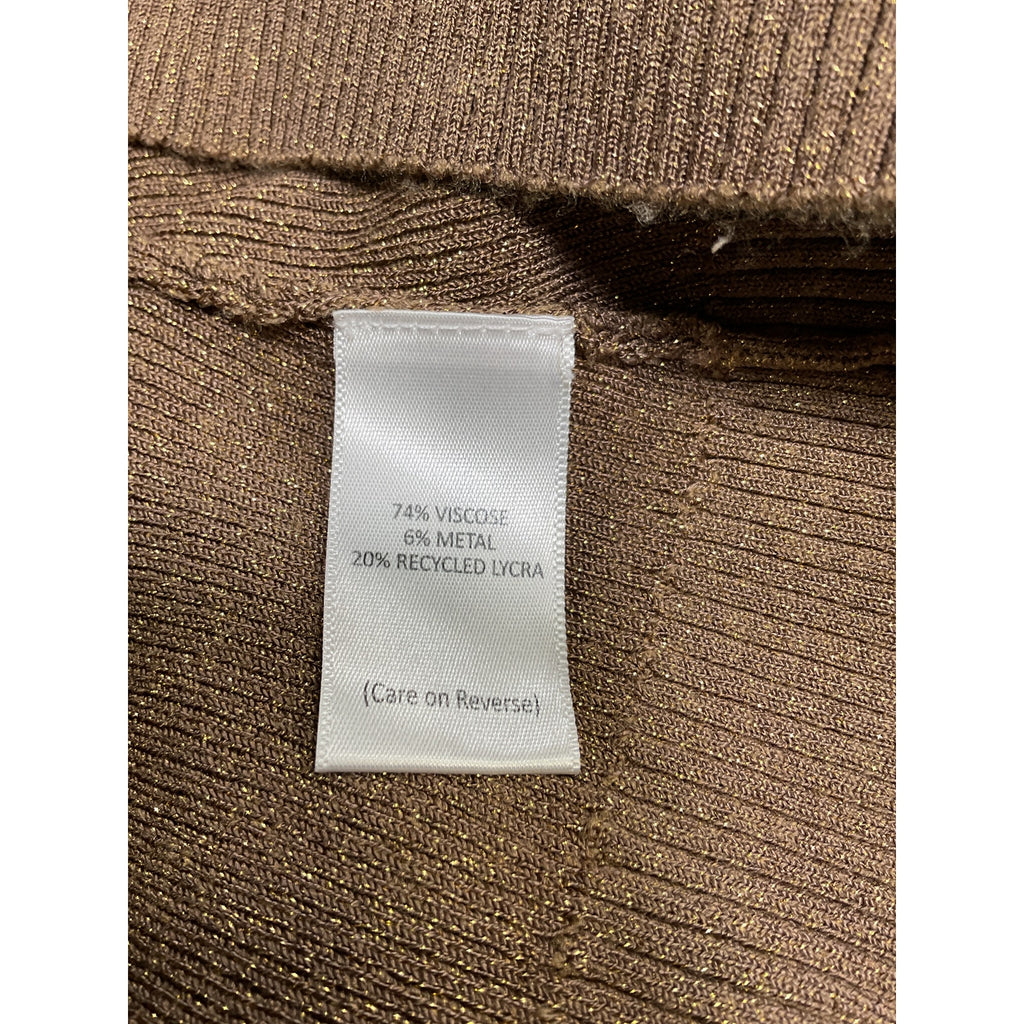 74% VISCOSE
6% METAL
20% RECYCLED LYCRA
(Care on Reverse)